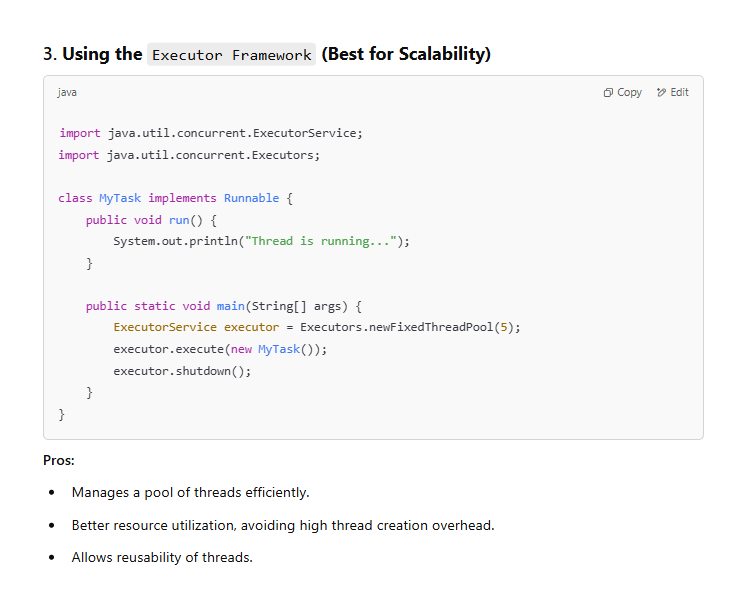 3. Using the Executor Framework (Best for Scalability)
java Copy Edit
import java.util.concurrent.ExecutorService;
import java.util.concurrent.Executors;
class MyTask implements Runnable {
    public void run() {
        System.out.println("Thread is running...");
    }
    public static void main(String[] args) {
        ExecutorService executor = Executors.newFixedThreadPool(5);
        executor.execute(new MyTask());
        executor.shutdown();
    }
}
Pros:
• Manages a pool of threads efficiently.
• Better resource utilization, avoiding high thread creation overhead.
• Allows reusability of threads.